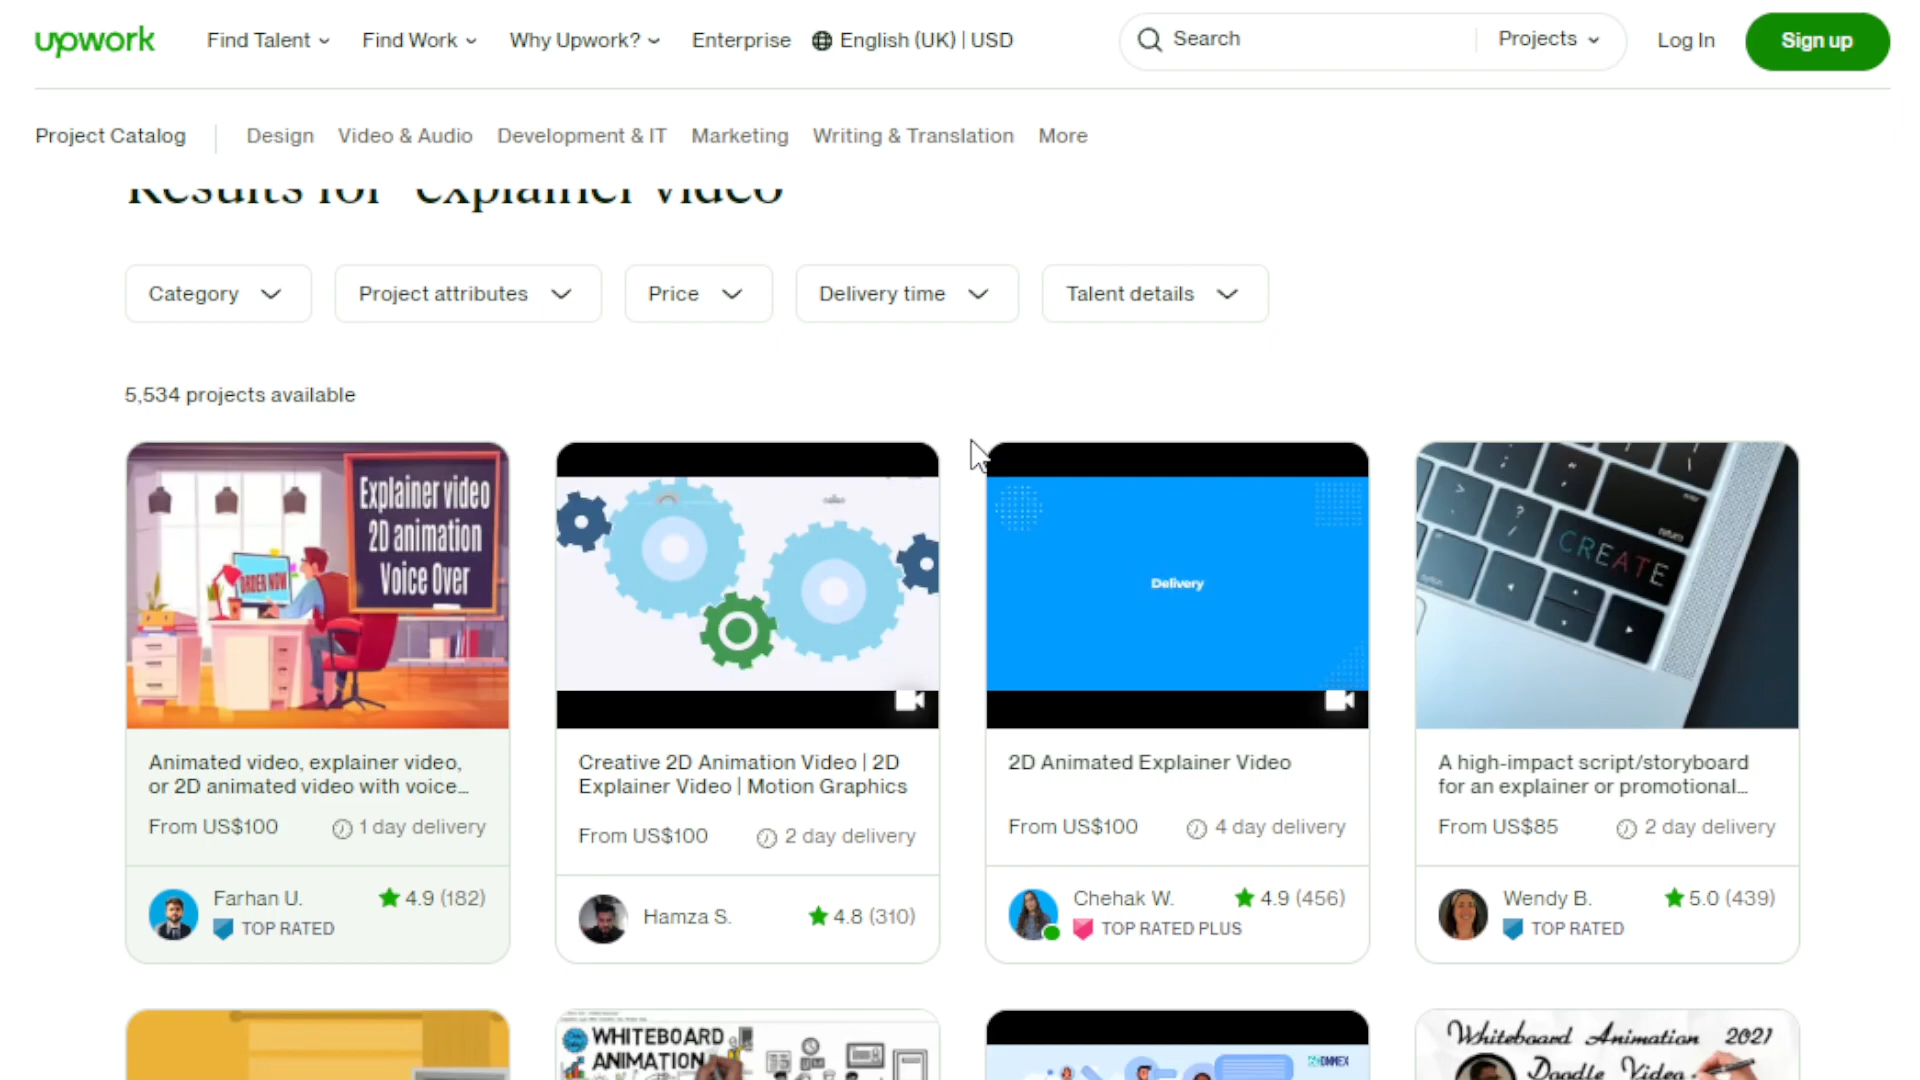 upwork
Find Talent
Find Work
Why Upwork?
Enterprise
English (UK) | USD
Search
Projects
Log In
Sign up
Project Catalog
Design
Video & Audio
Development & IT
Marketing
Writing & Translation
More
Results for "explainer video"
Category
Project attributes
Price
Delivery time
Talent details
5,534 projects available
Explainer video
2D animation
Voice Over
ORDER NOW
Delivery
return
CREATE
Animated video, explainer video,
or 2D animated video with voice...
From US$100
1 day delivery
Farhan U.
4.9 (182)
TOP RATED
Creative 2D Animation Video | 2D
Explainer Video | Motion Graphics
From US$100
2 day delivery
Hamza S.
4.8 (310)
2D Animated Explainer Video
From US$100
4 day delivery
Chehak W.
4.9 (456)
TOP RATED PLUS
A high-impact script/storyboard
for an explainer or promotional...
From US$85
2 day delivery
Wendy B.
5.0 (439)
TOP RATED
WHITEBOARD
ANIMATION
Whiteboard Animation 2021
Doodle Video